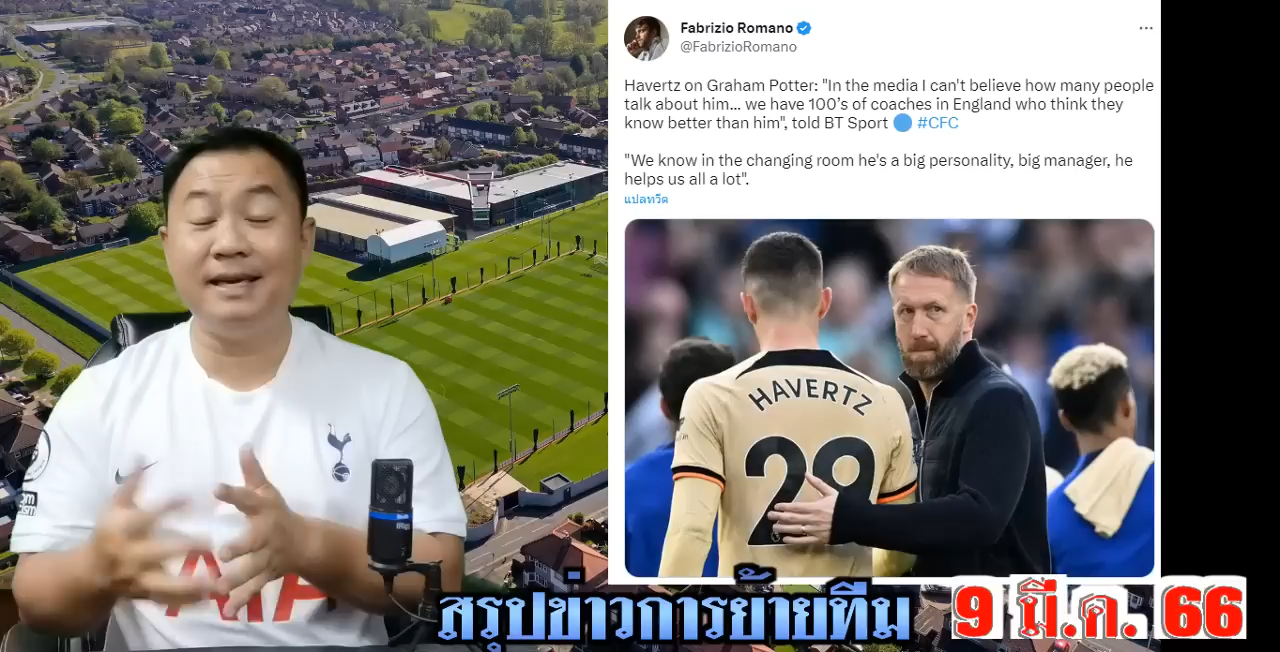 Fabrizio Romano
@FabrizioRomano
Havertz on Graham Potter: "In the media I can't believe how many people
talk about him... we have 100's of coaches in England who think they
know better than him", told BT Sport 🔵 #CFC
"We know in the changing room he's a big personality, big manager, he
helps us all a lot".
แปลทวีต
HAVERTZ
29
AIA
สรุปข่าวการย้ายทีม 9 มี.ค. 66